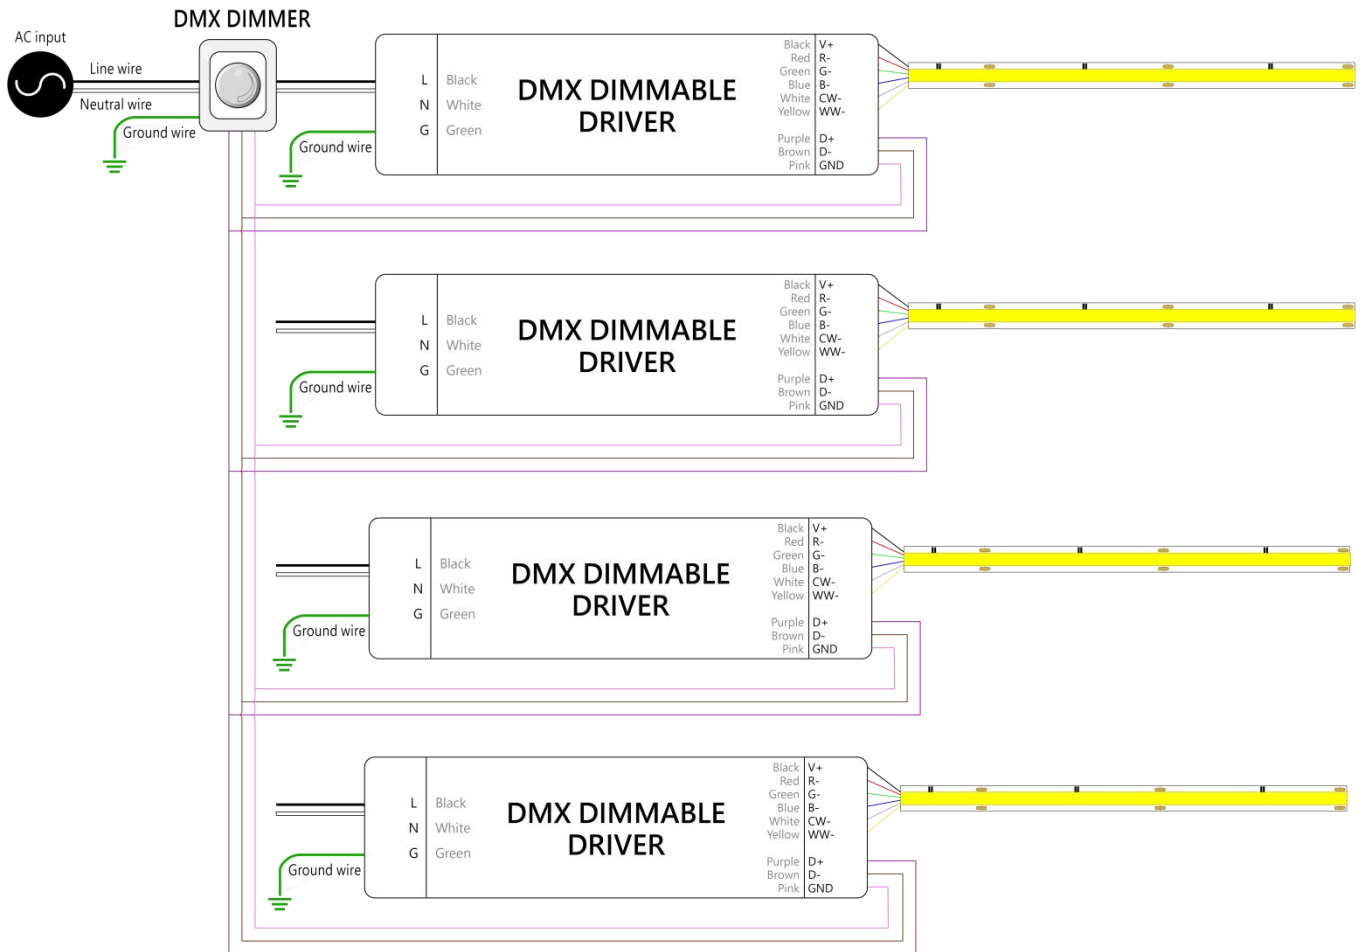 DMX DIMMER
AC input
Line wire
Neutral wire
Ground wire
Ground wire
L Black
N White
G Green
DMX DIMMABLE
DRIVER
Black V+
Red R-
Green G-
Blue B-
White CW-
Yellow WW-
Purple D+
Brown D-
Pink GND
Ground wire
L Black
N White
G Green
DMX DIMMABLE
DRIVER
Black V+
Red R-
Green G-
Blue B-
White CW-
Yellow WW-
Purple D+
Brown D-
Pink GND
Ground wire
L Black
N White
G Green
DMX DIMMABLE
DRIVER
Black V+
Red R-
Green G-
Blue B-
White CW-
Yellow WW-
Purple D+
Brown D-
Pink GND
Ground wire
L Black
N White
G Green
DMX DIMMABLE
DRIVER
Black V+
Red R-
Green G-
Blue B-
White CW-
Yellow WW-
Purple D+
Brown D-
Pink GND